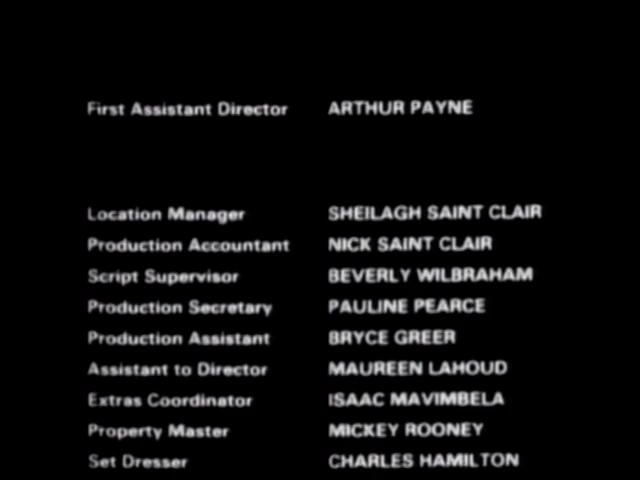 First Assistant Director ARTHUR PAYNE
Location Manager SHEILAGH SAINT CLAIR
Production Accountant NICK SAINT CLAIR
Script Supervisor BEVERLY WILBRAHAM
Production Secretary PAULINE PEARCE
Production Assistant BRYCE GREER
Assistant to Director MAUREEN LAHOUD
Extras Coordinator ISAAC MAVIMBELA
Property Master MICKEY ROONEY
Set Dresser CHARLES HAMILTON